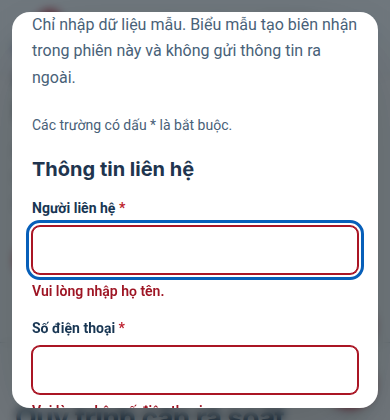 Chỉ nhập dữ liệu mẫu. Biểu mẫu tạo biên nhận
trong phiên này và không gửi thông tin ra
ngoài.
Các trường có dấu * là bắt buộc.
Thông tin liên hệ
Người liên hệ *
Vui lòng nhập họ tên.
Số điện thoại *